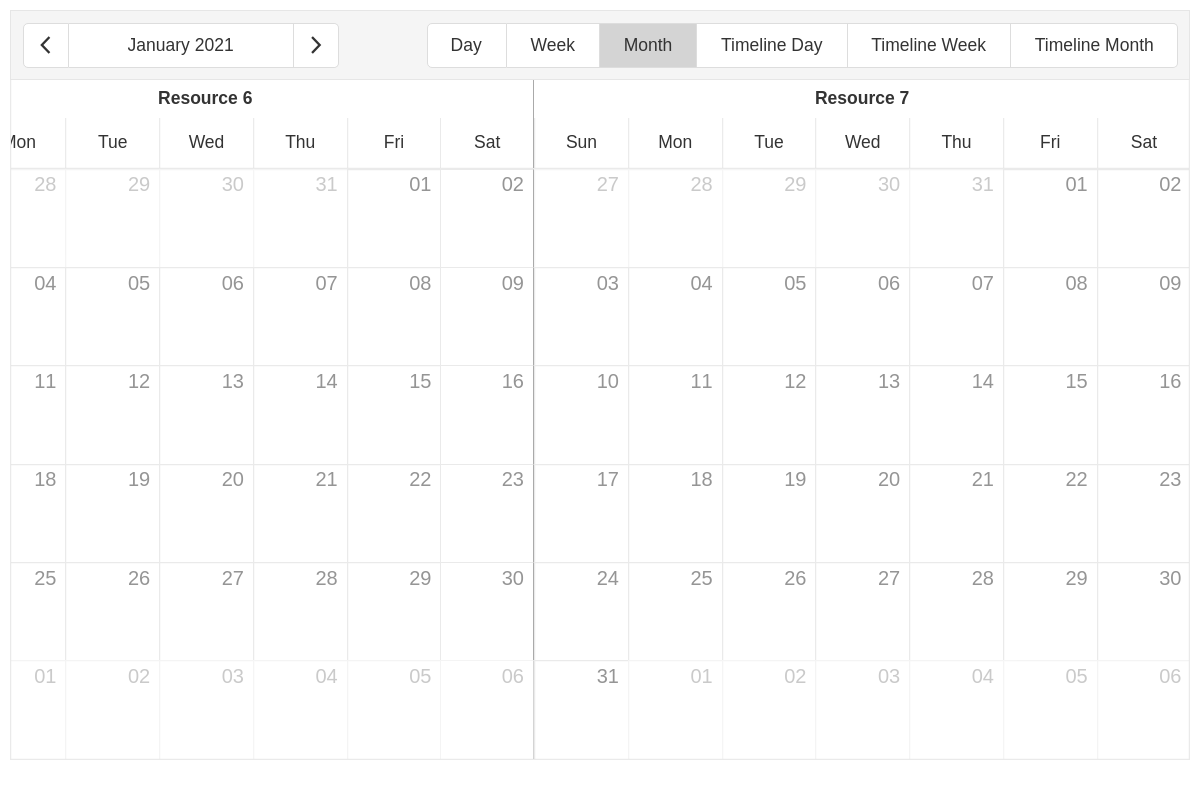 January 2021 Day Week Month Timeline Day Timeline Week Timeline Month
Resource 6 Resource 7
Mon Tue Wed Thu Fri Sat Sun Mon Tue Wed Thu Fri Sat
28 29 30 31 01 02 27 28 29 30 31 01 02
04 05 06 07 08 09 03 04 05 06 07 08 09
11 12 13 14 15 16 10 11 12 13 14 15 16
18 19 20 21 22 23 17 18 19 20 21 22 23
25 26 27 28 29 30 24 25 26 27 28 29 30
01 02 03 04 05 06 31 01 02 03 04 05 06